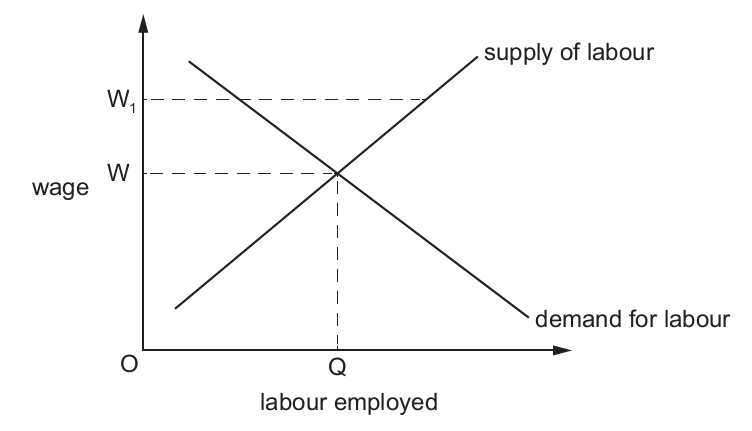 supply of labour
W1
W
wage
demand for labour
O
Q
labour employed